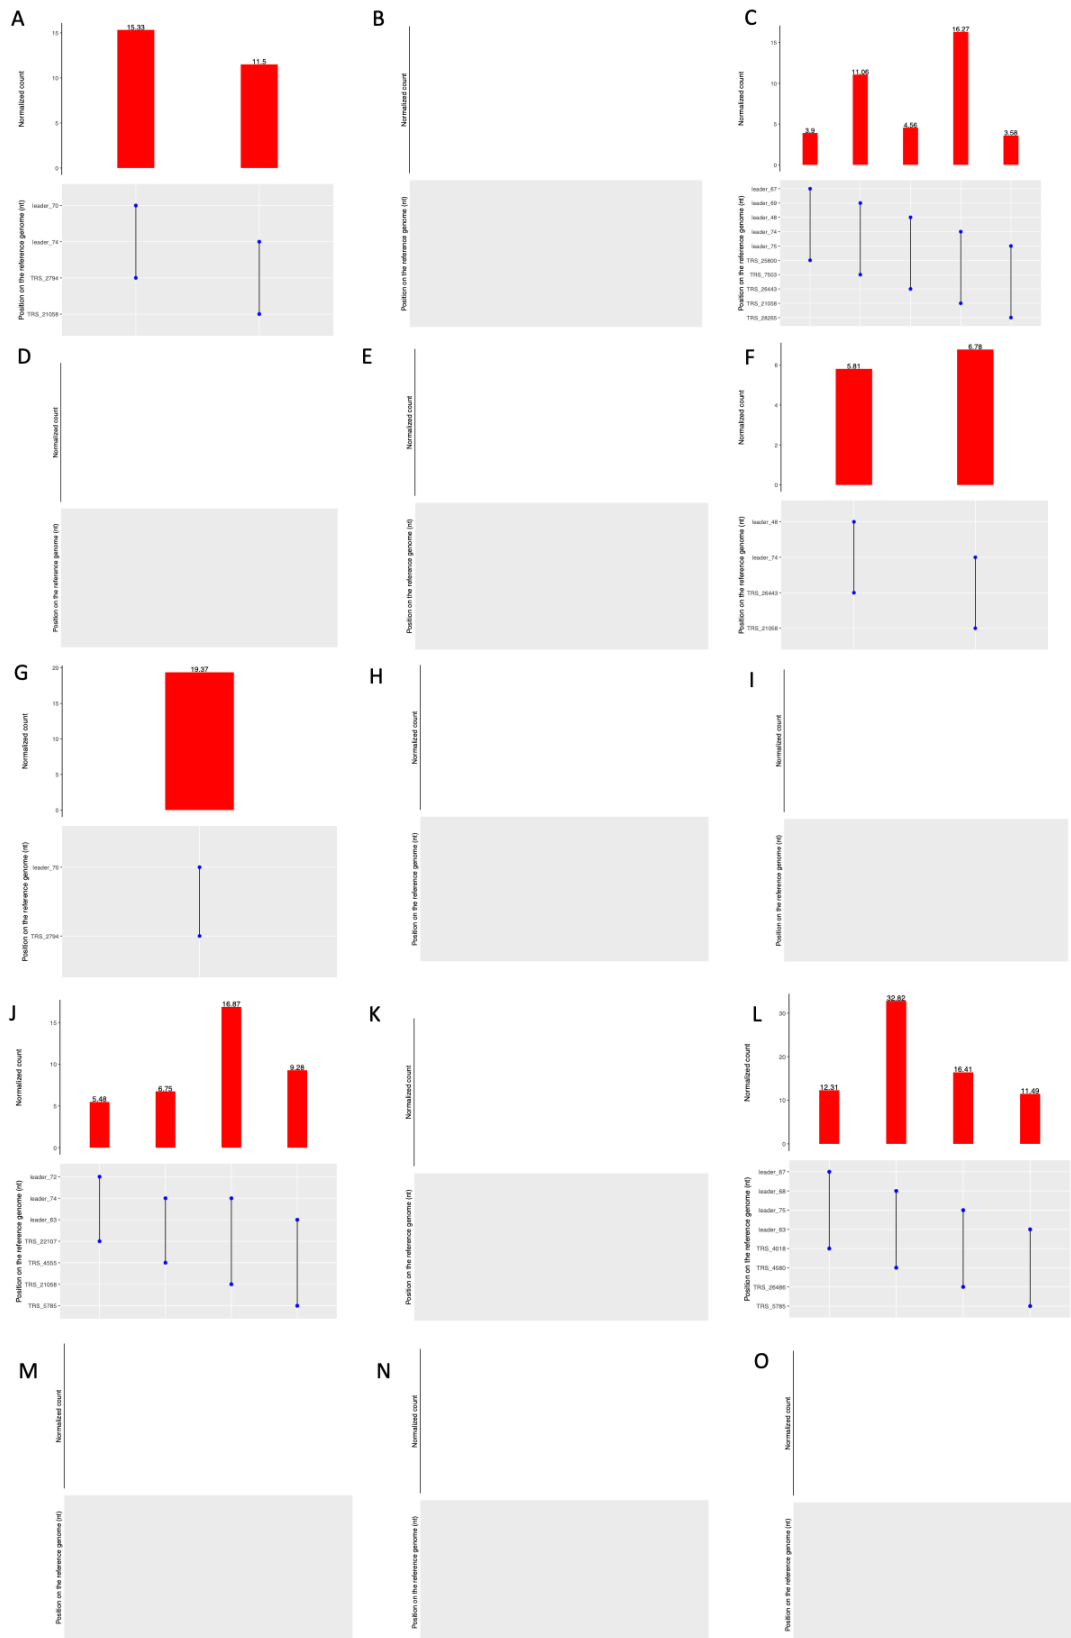 A
Normalized count
15
10
5
0
15.33
11.5
Position on the reference genome (nt)
leader_70
leader_74
TRS_2794
TRS_21058
B
Normalized count
Position on the reference genome (nt)
C
Normalized count
15
10
5
0
3.9
11.06
4.56
16.27
3.58
Position on the reference genome (nt)
leader_67
leader_69
leader_48
leader_74
leader_75
TRS_25800
TRS_7503
TRS_26443
TRS_21058
TRS_28285
D
Normalized count
Position on the reference genome (nt)
E
Normalized count
Position on the reference genome (nt)
F
Normalized count
6
4
2
0
5.81
6.78
Position on the reference genome (nt)
leader_48
leader_74
TRS_26443
TRS_21058
G
Normalized count
20
15
10
5
0
19.37
Position on the reference genome (nt)
leader_70
TRS_2794
H
Normalized count
Position on the reference genome (nt)
I
Normalized count
Position on the reference genome (nt)
J
Normalized count
15
10
5
0
5.48
6.75
16.87
9.28
Position on the reference genome (nt)
leader_72
leader_74
leader_63
TRS_22107
TRS_4555
TRS_21058
TRS_5785
K
Normalized count
Position on the reference genome (nt)
L
Normalized count
30
20
10
0
12.31
32.82
16.41
11.49
Position on the reference genome (nt)
leader_67
leader_68
leader_75
leader_63
TRS_4018
TRS_4580
TRS_26486
TRS_5785
M
Normalized count
Position on the reference genome (nt)
N
Normalized count
Position on the reference genome (nt)
O
Normalized count
Position on the reference genome (nt)